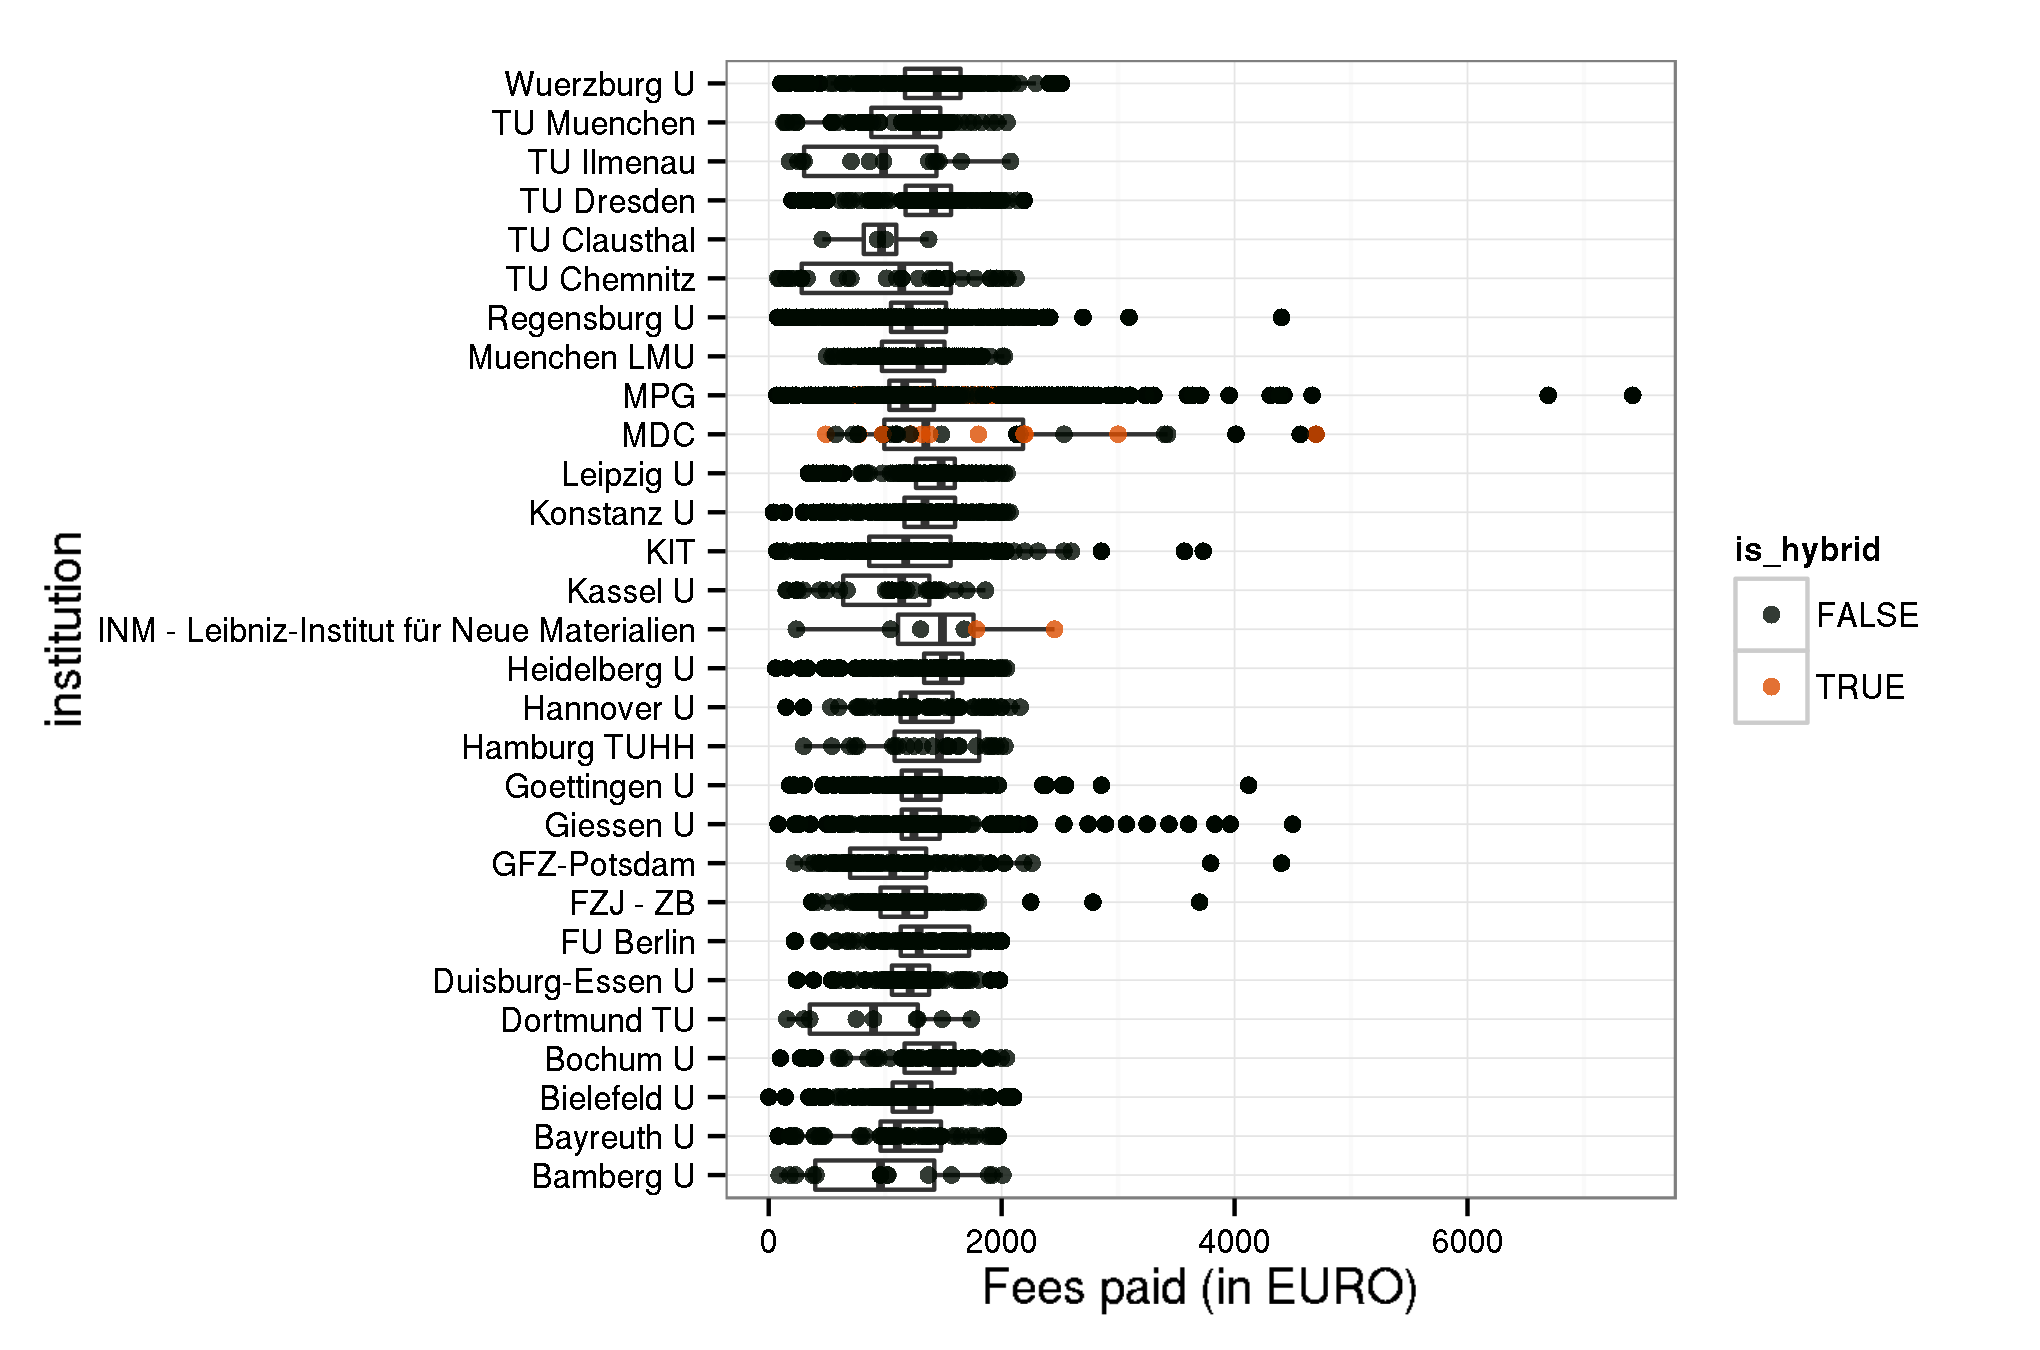 Wuerzburg U
TU Muenchen
TU Ilmenau
TU Dresden
TU Clausthal
TU Chemnitz
Regensburg U
Muenchen LMU
MPG
MDC
Leipzig U
Konstanz U
KIT
Kassel U
INM - Leibniz-Institut für Neue Materialien
Heidelberg U
Hannover U
Hamburg TUHH
Goettingen U
Giessen U
GFZ-Potsdam
FZJ - ZB
FU Berlin
Duisburg-Essen U
Dortmund TU
Bochum U
Bielefeld U
Bayreuth U
Bamberg U
institution
0 2000 4000 6000
Fees paid (in EURO)
is_hybrid
FALSE
TRUE